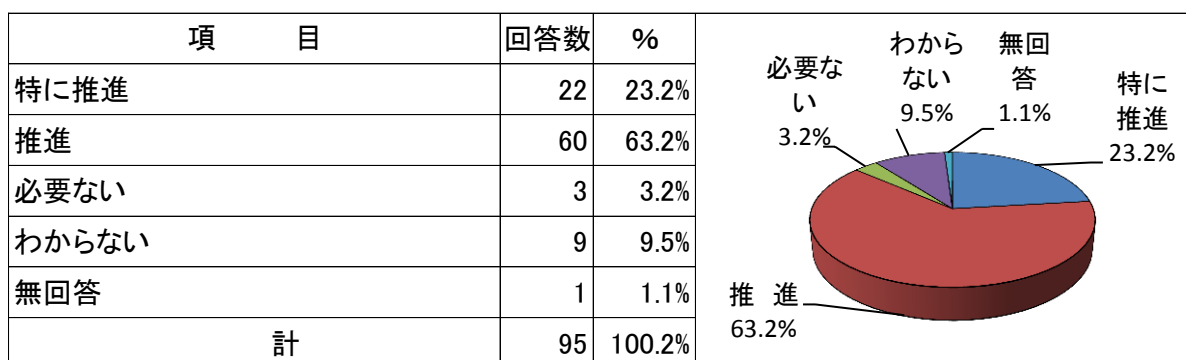 項　　　目 回答数 %
特に推進 22 23.2%
推進 60 63.2%
必要ない 3 3.2%
わからない 9 9.5%
無回答 1 1.1%
計 95 100.2%
必要な
い
3.2%
わから
ない
9.5%
無回
答
1.1%
特に
推進
23.2%
推 進
63.2%